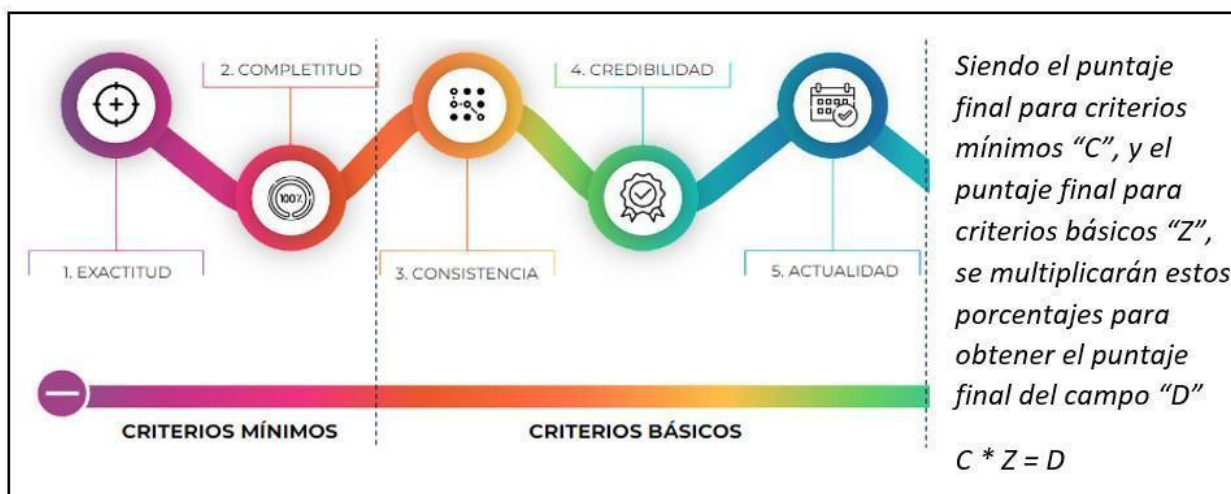 2. COMPLETITUD
4. CREDIBILIDAD
100%
1. EXACTITUD
3. CONSISTENCIA
5. ACTUALIDAD
CRITERIOS MÍNIMOS
CRITERIOS BÁSICOS
Siendo el puntaje
final para criterios
mínimos “C”, y el
puntaje final para
criterios básicos “Z”,
se multiplicarán estos
porcentajes para
obtener el puntaje
final del campo “D”
C * Z = D